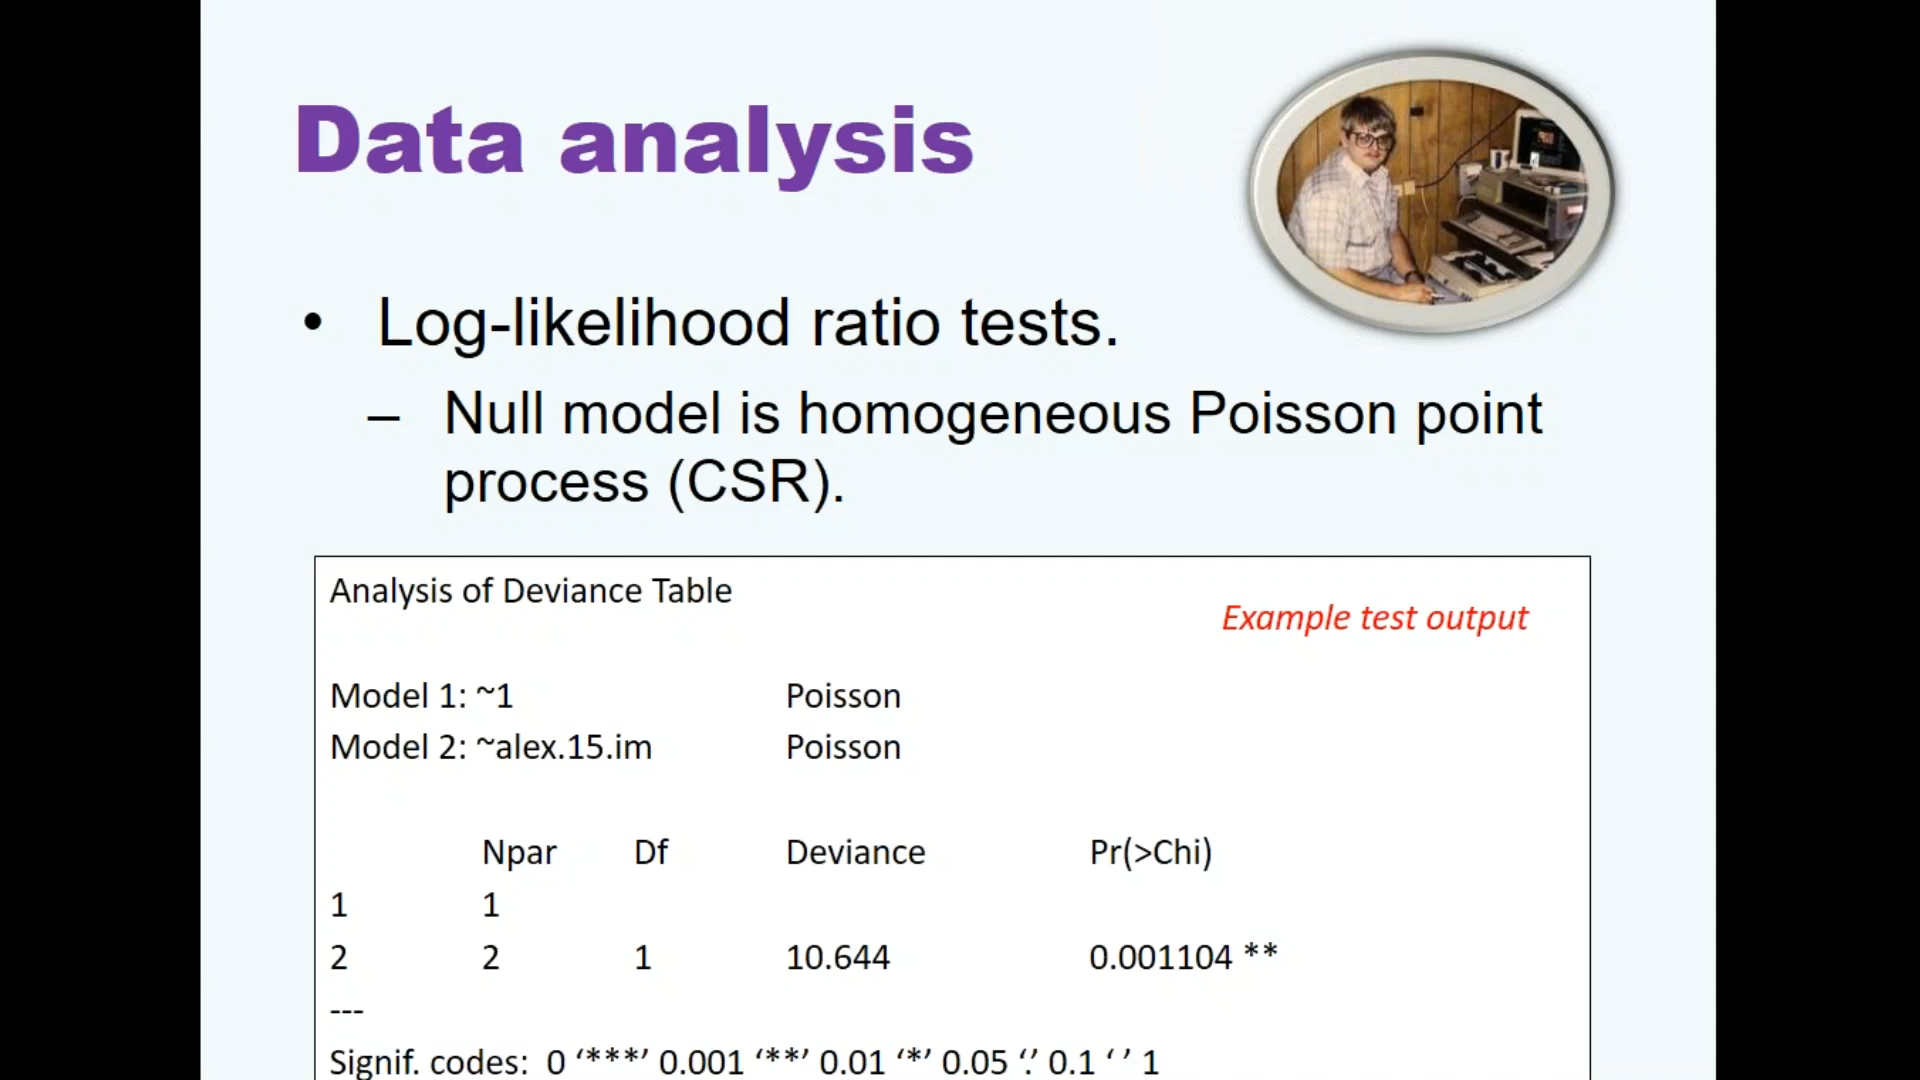 Data analysis
• Log-likelihood ratio tests.
– Null model is homogeneous Poisson point
process (CSR).
Analysis of Deviance Table
Example test output
Model 1: ~1 Poisson
Model 2: ~alex.15.im Poisson
Npar Df Deviance Pr(>Chi)
1 1
2 2 1 10.644 0.001104 **
---
Signif. codes: 0 ‘***’ 0.001 ‘**’ 0.01 ‘*’ 0.05 ‘.’ 0.1 ‘ ’ 1